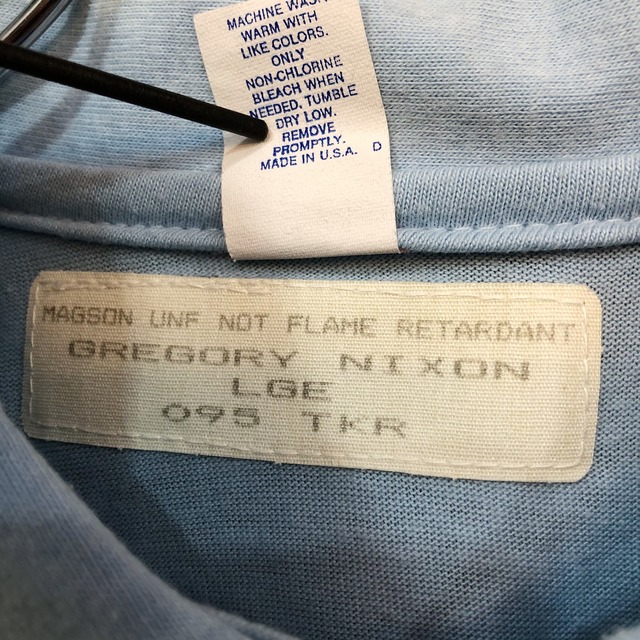 MACHINE WASH
WARM WITH
LIKE COLORS.
ONLY
NON-CHLORINE
BLEACH WHEN
NEEDED. TUMBLE
DRY LOW.
REMOVE
PROMPTLY.
MADE IN U.S.A. D
MAGSON UNF NOT FLAME RETARDANT
GREGORY NIXON
LGE
095 TKR